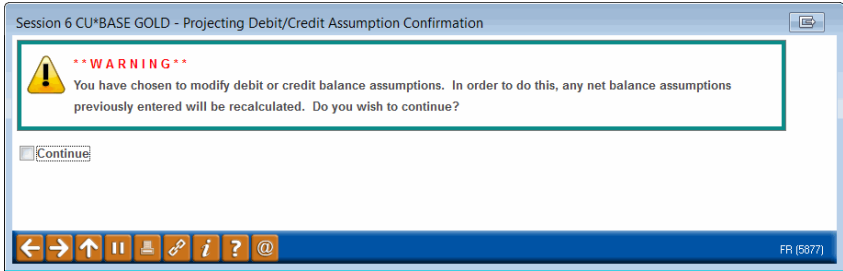 Session 6 CU*BASE GOLD - Projecting Debit/Credit Assumption Confirmation
**WARNING**
You have chosen to modify debit or credit balance assumptions. In order to do this, any net balance assumptions
previously entered will be recalculated. Do you wish to continue?
Continue
i ? @
FR (5877)